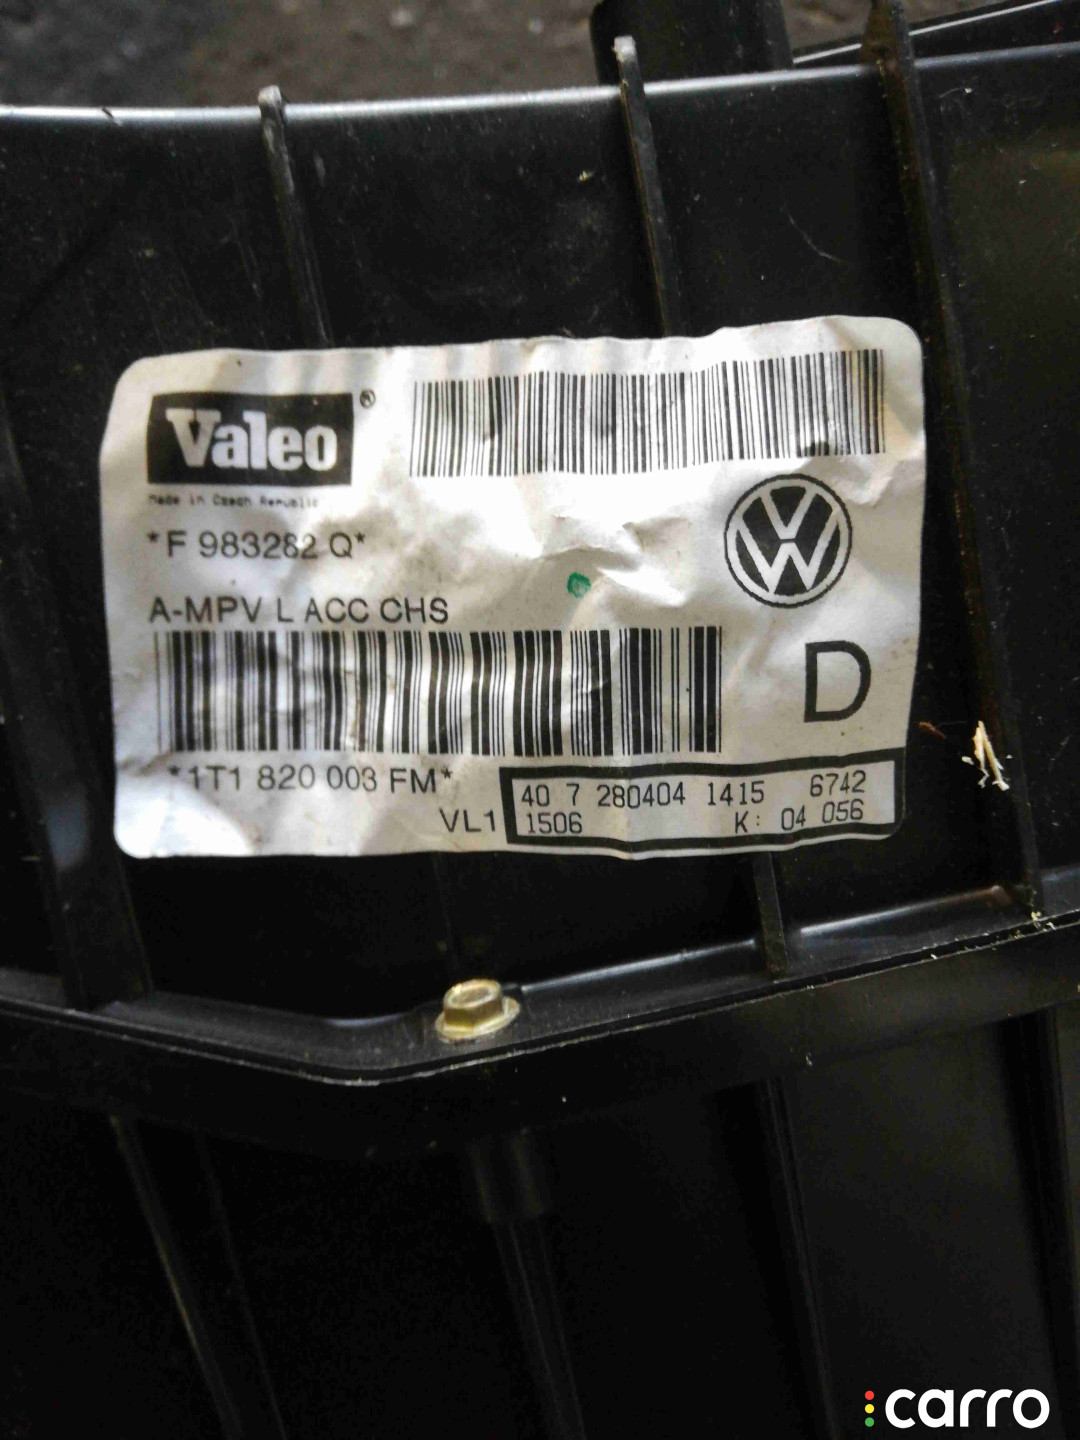 Valeo®
Made in Czech Republic
*F 983282 Q*
A-MPV L ACC CHS
D
*1T1 820 003 FM*
VL1
40 7 280404 1415 6742
1506 K: 04 056
carro